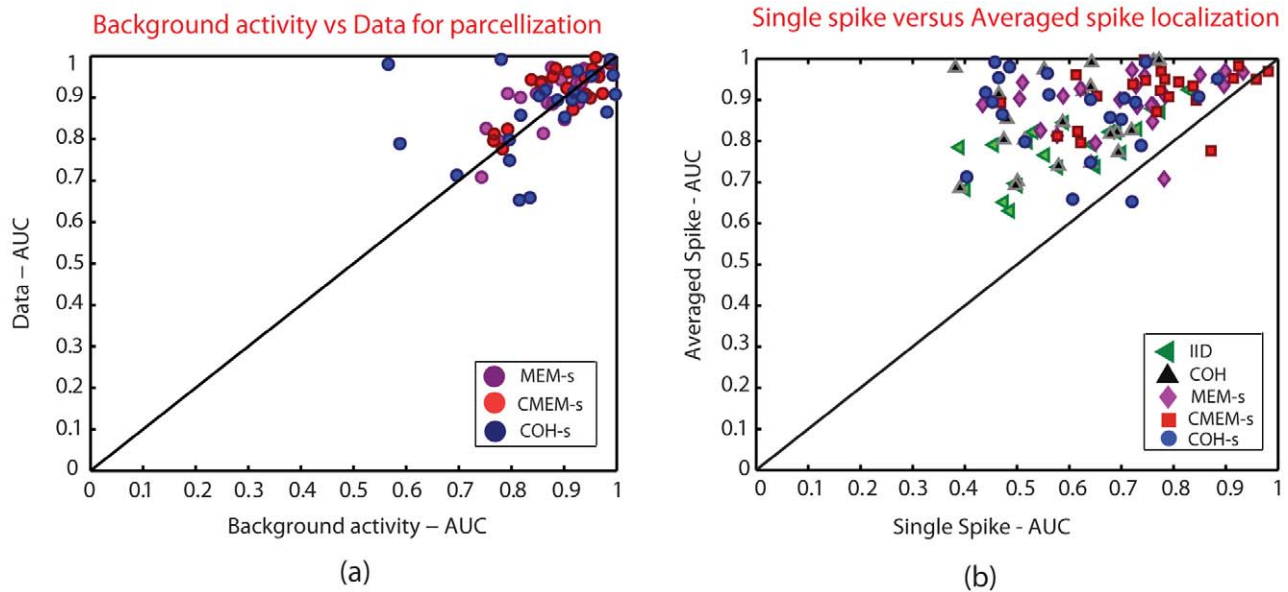 Background activity vs Data for parcellization
1
0.9
0.8
0.7
0.6
0.5
0.4
0.3
0.2
0.1
0
Data – AUC
0 0.1 0.2 0.3 0.4 0.5 0.6 0.7 0.8 0.9 1
Background activity – AUC
MEM-s
CMEM-s
COH-s
(a)
Single spike versus Averaged spike localization
1
0.9
0.8
0.7
0.6
0.5
0.4
0.3
0.2
0.1
0
Averaged Spike - AUC
0 0.1 0.2 0.3 0.4 0.5 0.6 0.7 0.8 0.9 1
Single Spike - AUC
IID
COH
MEM-s
CMEM-s
COH-s
(b)